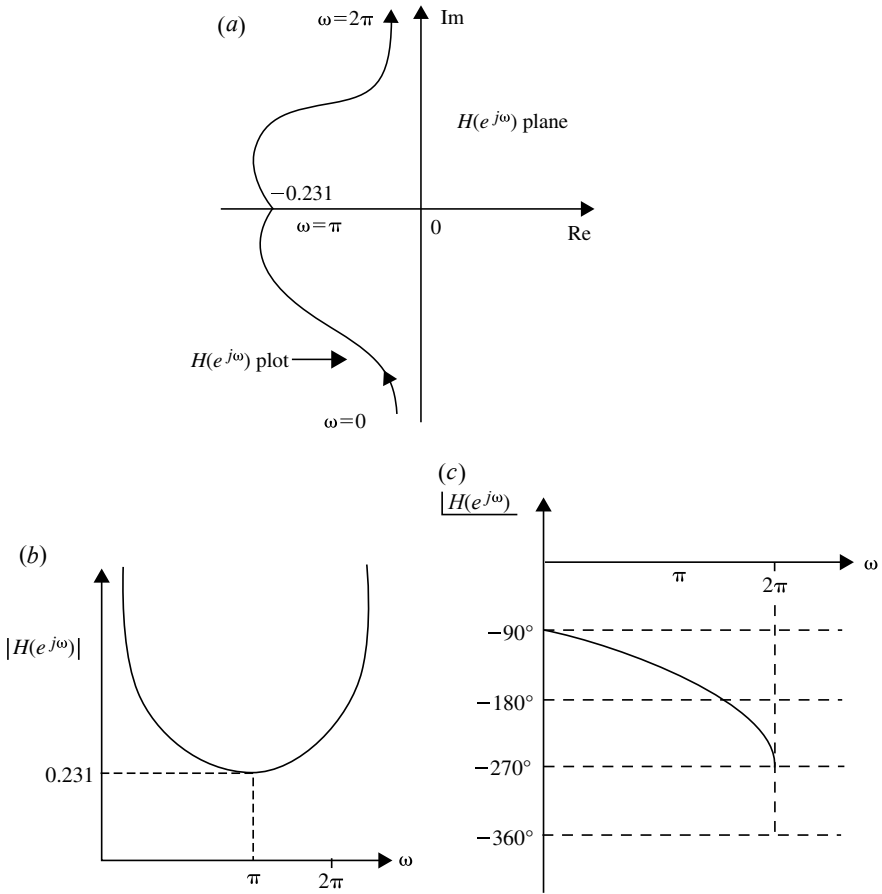 (a)
ω=2π
Im
H(e^jω) plane
−0.231
ω=π
0
Re
H(e^jω) plot
ω=0
(b)
|H(e^jω)|
0.231
π
2π
ω
(c)
H(e^jω)
π
2π
ω
−90°
−180°
−270°
−360°